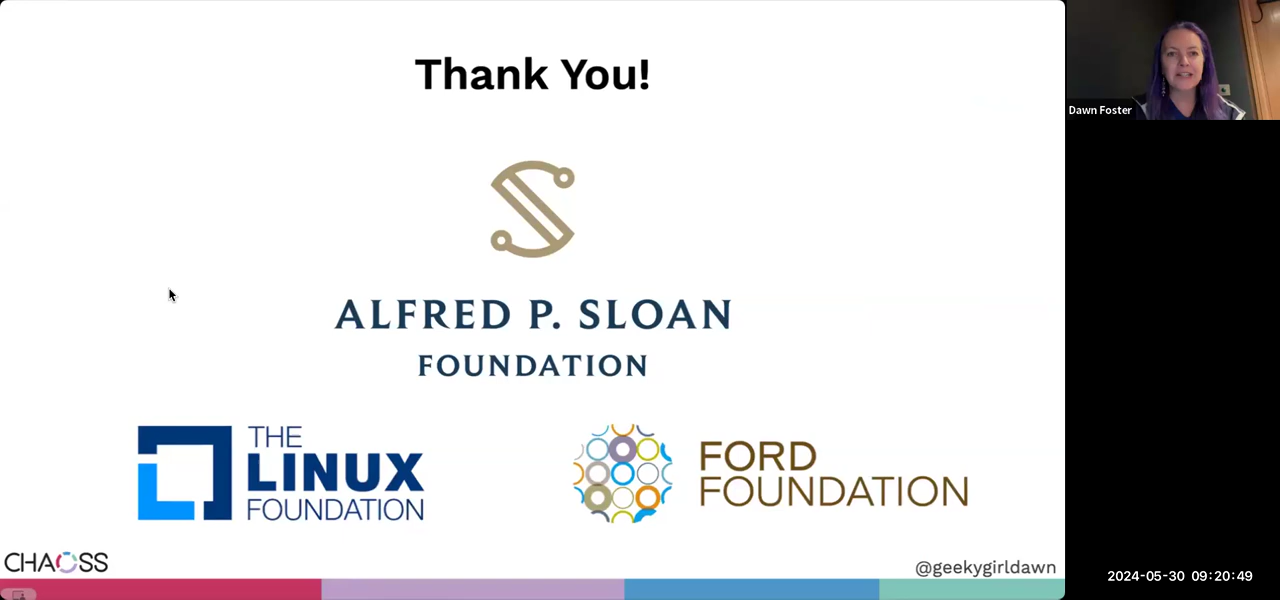 Thank You!
Dawn Foster
ALFRED P. SLOAN
FOUNDATION
THE
LINUX
FOUNDATION
FORD
FOUNDATION
CHAOSS
@geekygirldawn
2024-05-30 09:20:49